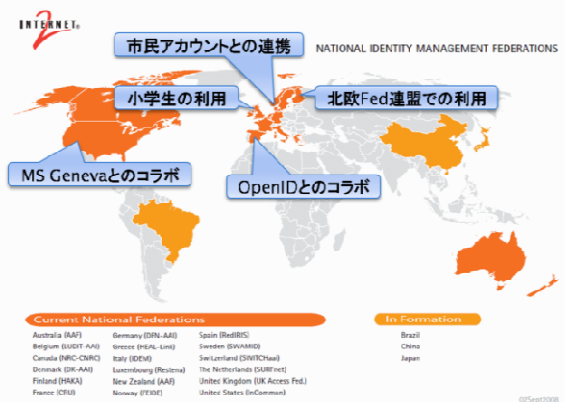 INTERNET
2
市民アカウントとの連携
NATIONAL IDENTITY MANAGEMENT FEDERATIONS
小学生の利用
北欧Fed連盟での利用
MS Genevaとのコラボ
OpenIDとのコラボ
Current National Federations
Australia (AAF)
Belgium (LUDIT-AAI)
Canada (NRC-CNRC)
Denmark (DK-AAI)
Finland (HAKA)
France (CRU)
Germany (DFN-AAI)
Greece (HEAL-Link)
Italy (IDEM)
Luxembourg (Restena)
New Zealand (AAF)
Norway (FEIDE)
Spain (RedIRIS)
Sweden (SWAMID)
Switzerland (SWITCHaai)
The Netherlands (SURFnet)
United Kingdom (UK Access Fed.)
United States (InCommon)
In Formation
Brazil
China
Japan
02Sept2008